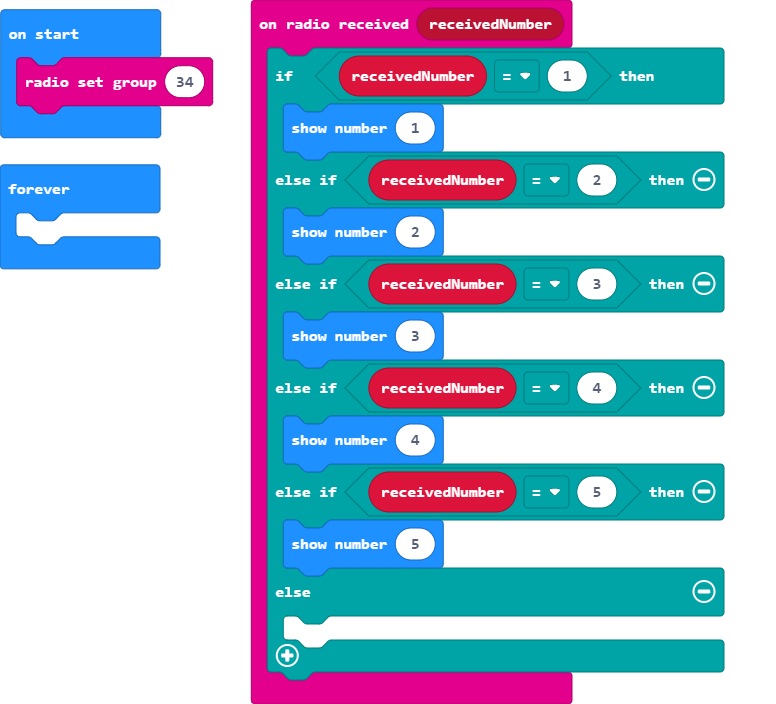 on start
radio set group 34
forever
on radio received receivedNumber
if receivedNumber = 1 then
show number 1
else if receivedNumber = 2 then
show number 2
else if receivedNumber = 3 then
show number 3
else if receivedNumber = 4 then
show number 4
else if receivedNumber = 5 then
show number 5
else